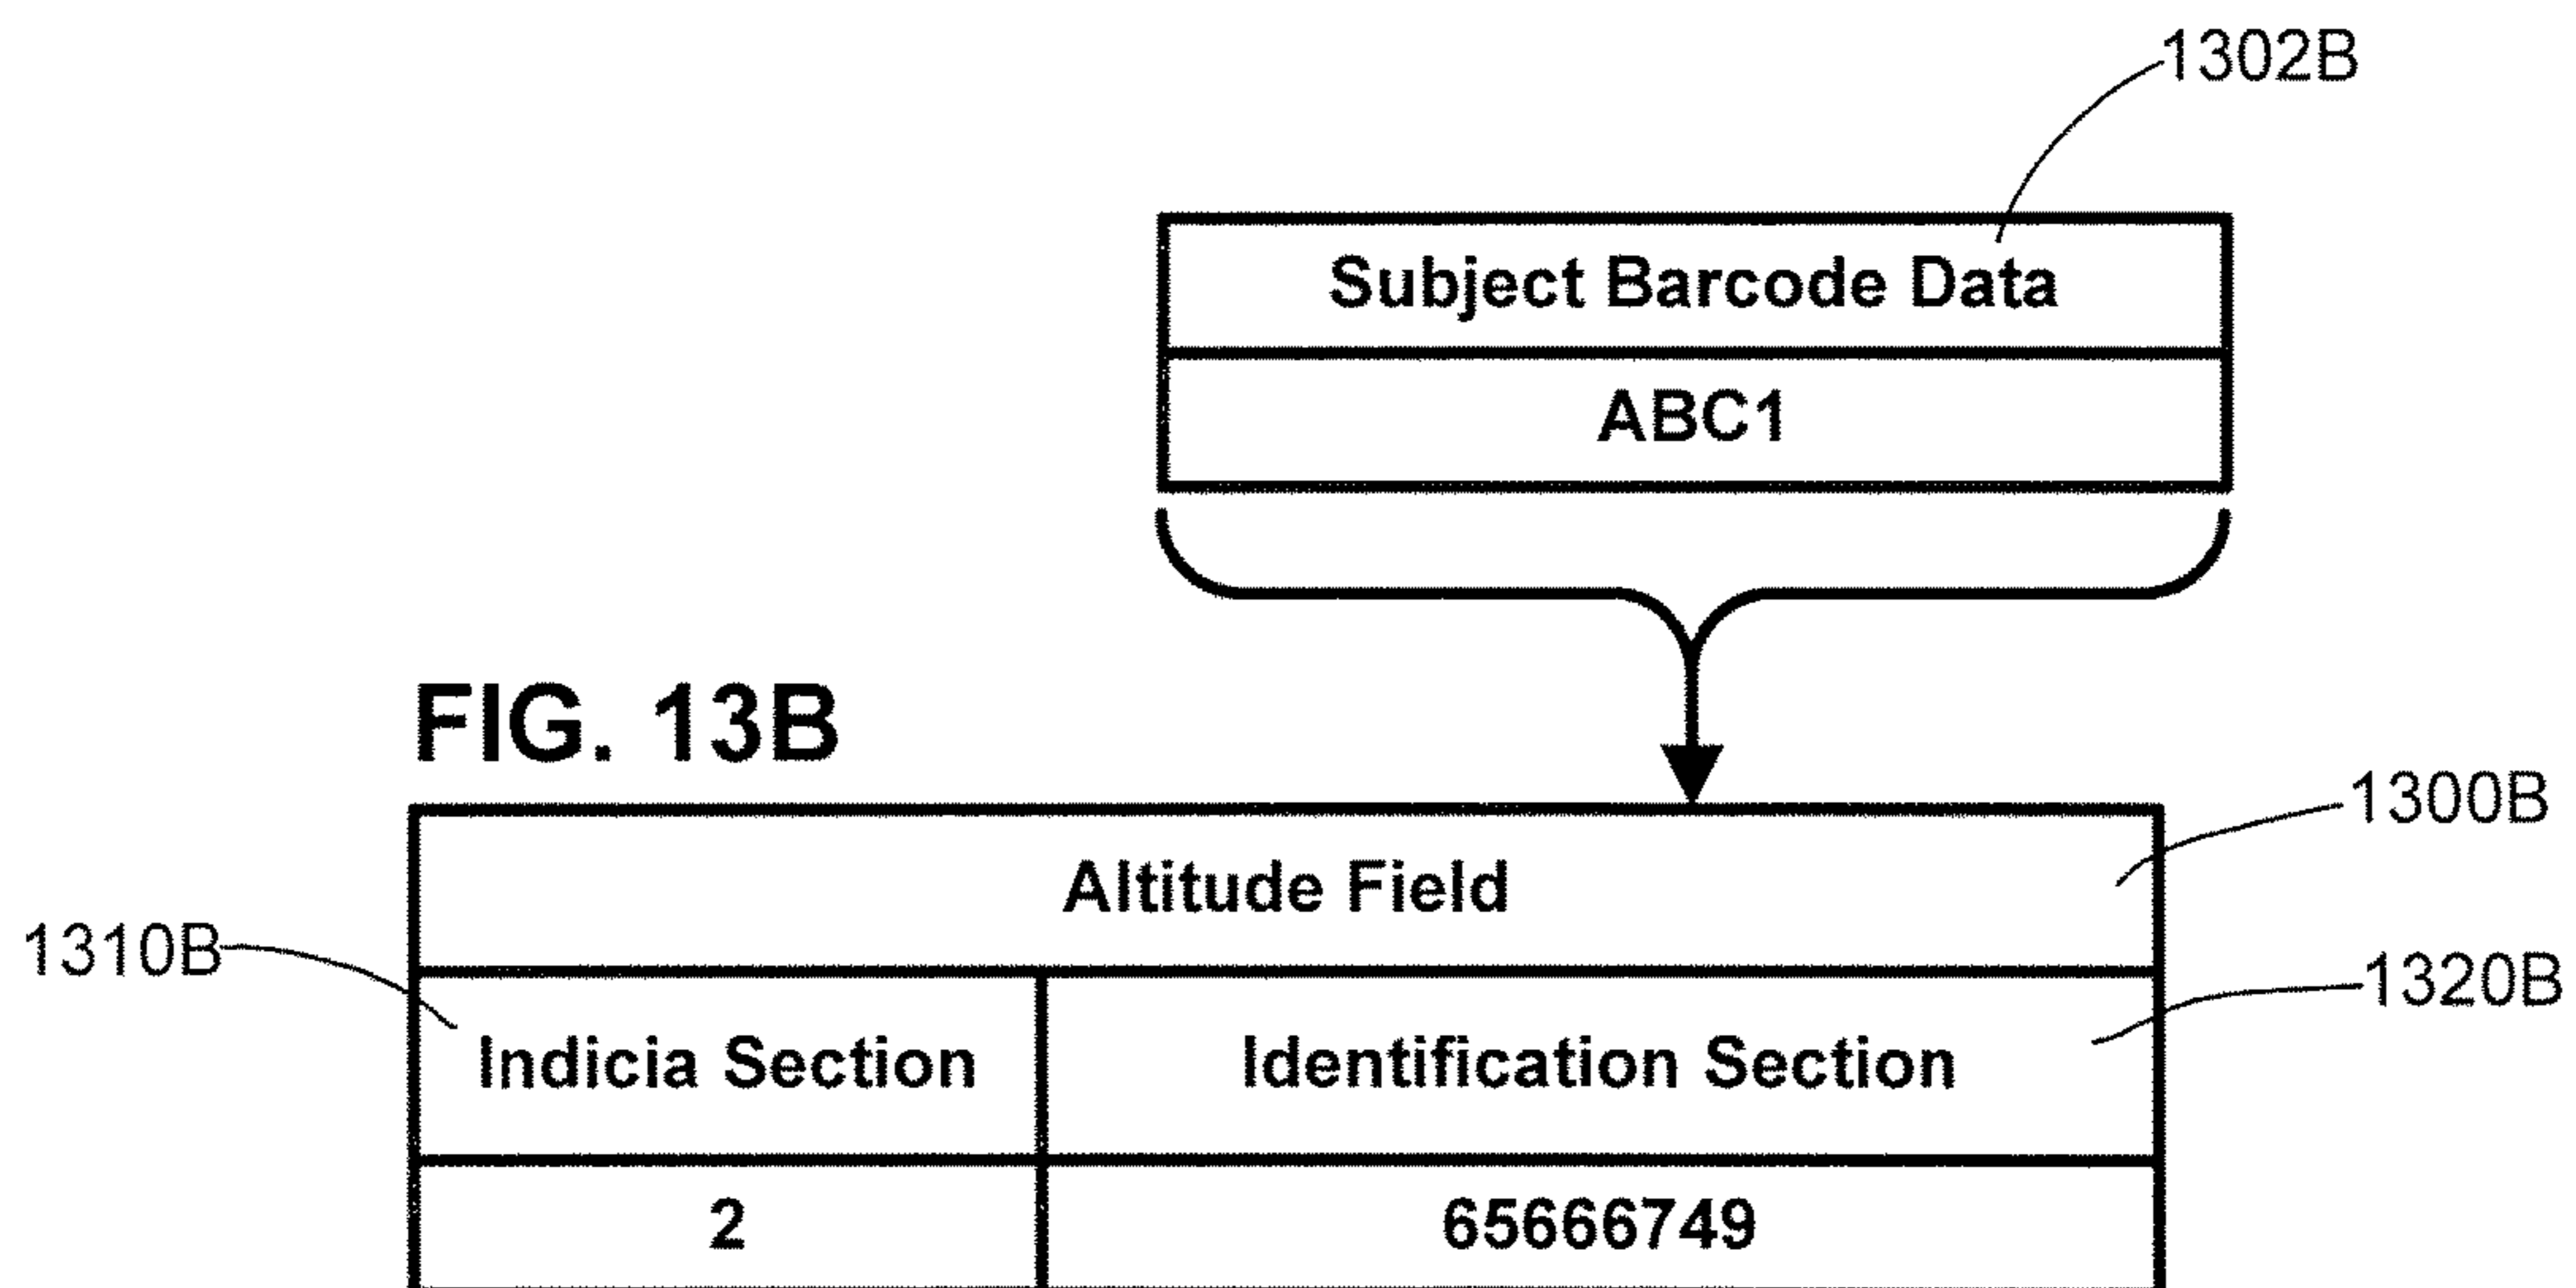 1302B
Subject Barcode Data
ABC1
FIG. 13B
1300B
Altitude Field
1310B
1320B
Indicia Section
Identification Section
2
65666749